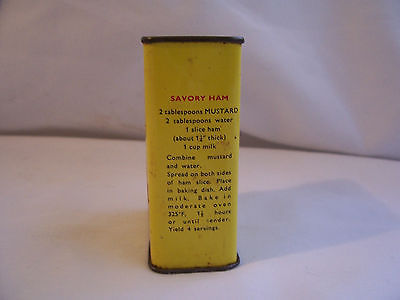 SAVORY HAM
2 tablespoons MUSTARD
2 tablespoons water
1 slice ham
(about 1½" thick)
1 cup milk
Combine mustard
and water.
Spread on both sides
of ham slice. Place
in baking dish. Add
milk. Bake in
moderate oven
325°F. 1½ hours
or until tender.
Yield 4 servings.